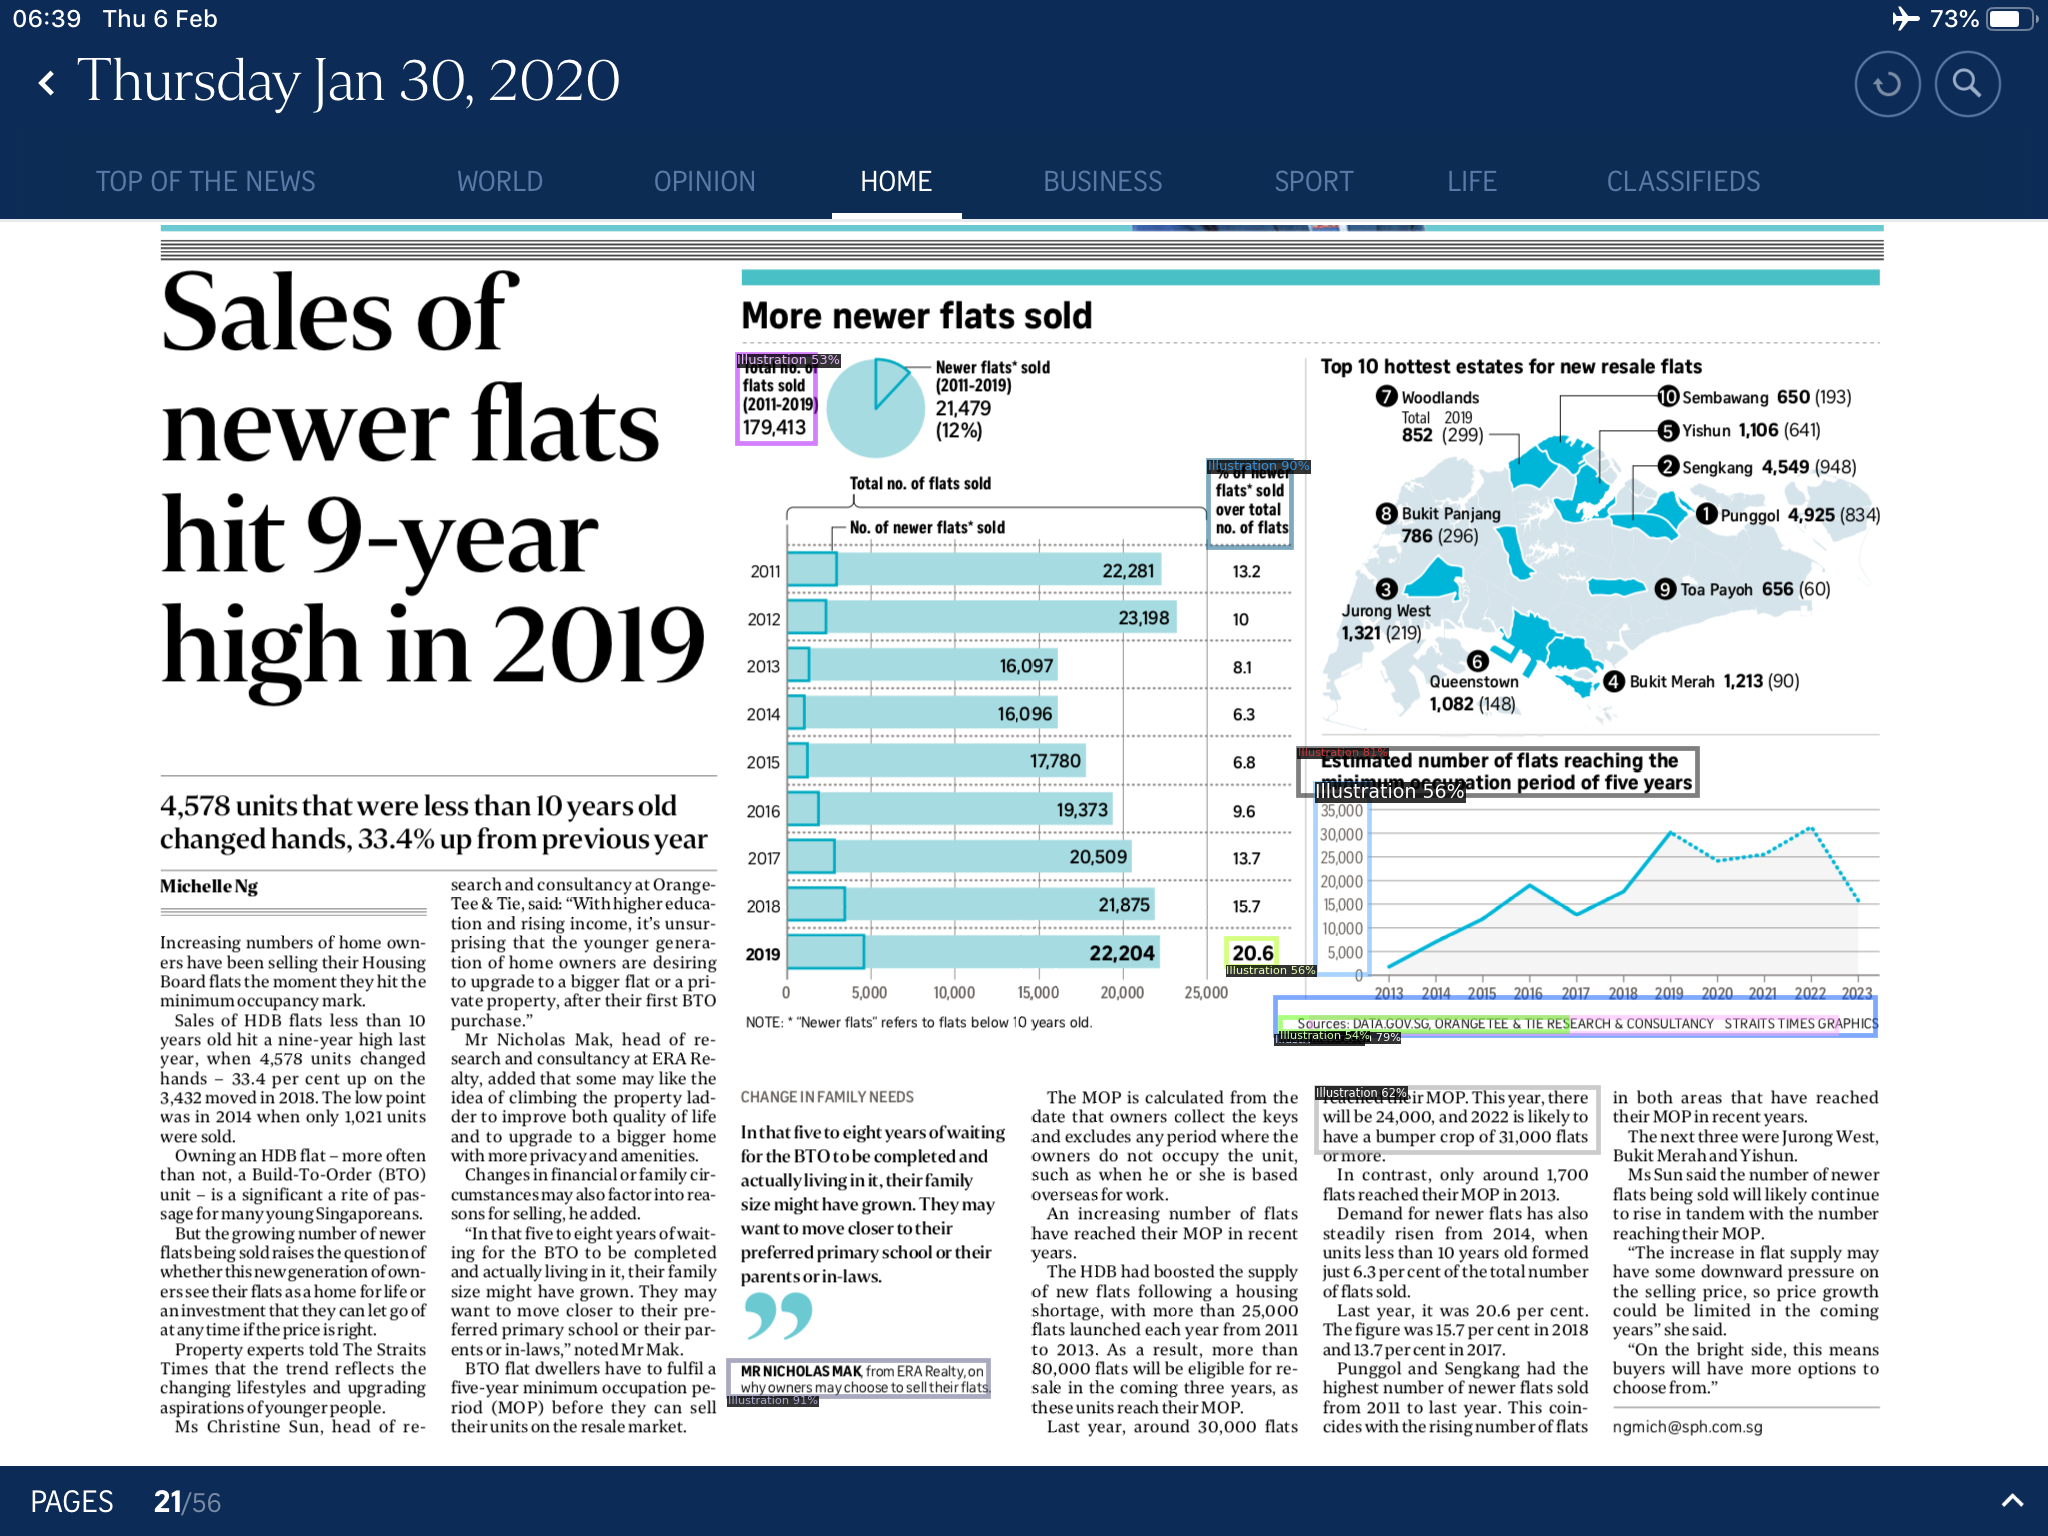 06:39 Thu 6 Feb
73%
Thursday Jan 30, 2020
TOP OF THE NEWS WORLD OPINION HOME BUSINESS SPORT LIFE CLASSIFIEDS
Sales of
newer flats
hit 9-year
high in 2019
4,578 units that were less than 10 years old
changed hands, 33.4% up from previous year
Michelle Ng
Increasing numbers of home own-
ers have been selling their Housing
Board flats the moment they hit the
minimum occupancy mark.
Sales of HDB flats less than 10
years old hit a nine-year high last
year, when 4,578 units changed
hands – 33.4 per cent up on the
3,432 moved in 2018. The low point
was in 2014 when only 1,021 units
were sold.
Owning an HDB flat – more often
than not, a Build-To-Order (BTO)
unit – is a significant a rite of pas-
sage for many young Singaporeans.
But the growing number of newer
flats being sold raises the question of
whether this new generation of own-
ers see their flats as a home for life or
an investment that they can let go of
at any time if the price is right.
Property experts told The Straits
Times that the trend reflects the
changing lifestyles and upgrading
aspirations of younger people.
Ms Christine Sun, head of re-
search and consultancy at Orange-
Tee & Tie, said: “With higher educa-
tion and rising income, it’s unsur-
prising that the younger genera-
tion of home owners are desiring
to upgrade to a bigger flat or a pri-
vate property, after their first BTO
purchase.”
Mr Nicholas Mak, head of re-
search and consultancy at ERA Re-
alty, added that some may like the
idea of climbing the property lad-
der to improve both quality of life
and to upgrade to a bigger home
with more privacy and amenities.
Changes in financial or family cir-
cumstances may also factor into rea-
sons for selling, he added.
“In that five to eight years of wait-
ing for the BTO to be completed
and actually living in it, their family
size might have grown. They may
want to move closer to their pre-
ferred primary school or their par-
ents or in-laws,” noted Mr Mak.
BTO flat dwellers have to fulfil a
five-year minimum occupation pe-
riod (MOP) before they can sell
their units on the resale market.
More newer flats sold
Illustration 53%
Total no. of
flats sold
(2011-2019)
179,413
Newer flats* sold
(2011-2019)
21,479
(12%)
Total no. of flats sold
No. of newer flats* sold
Illustration 90%
% of newer
flats* sold
over total
no. of flats
2011 22,281 13.2
2012 23,198 10
2013 16,097 8.1
2014 16,096 6.3
2015 17,780 6.8
2016 19,373 9.6
2017 20,509 13.7
2018 21,875 15.7
2019 22,204 20.6
Illustration 56%
0 5,000 10,000 15,000 20,000 25,000
NOTE: * “Newer flats” refers to flats below 10 years old.
Top 10 hottest estates for new resale flats
7 Woodlands
Total 2019
852 (299)
10 Sembawang 650 (193)
5 Yishun 1,106 (641)
2 Sengkang 4,549 (948)
1 Punggol 4,925 (834)
8 Bukit Panjang
786 (296)
3
Jurong West
1,321 (219)
9 Toa Payoh 656 (60)
6
Queenstown
1,082 (148)
4 Bukit Merah 1,213 (90)
Illustration 81%
Estimated number of flats reaching the
minimum occupation period of five years
Illustration 56%
35,000
30,000
25,000
20,000
15,000
10,000
5,000
0
2013 2014 2015 2016 2017 2018 2019 2020 2021 2022 2023
Sources: DATA.GOV.SG, ORANGETEE & TIE RESEARCH & CONSULTANCY STRAITS TIMES GRAPHICS
Illustration 54%
79%
CHANGE IN FAMILY NEEDS
In that five to eight years of waiting
for the BTO to be completed and
actually living in it, their family
size might have grown. They may
want to move closer to their
preferred primary school or their
parents or in-laws.
”
MR NICHOLAS MAK, from ERA Realty, on
why owners may choose to sell their flats.
Illustration 91%
The MOP is calculated from the
date that owners collect the keys
and excludes any period where the
owners do not occupy the unit,
such as when he or she is based
overseas for work.
An increasing number of flats
have reached their MOP in recent
years.
The HDB had boosted the supply
of new flats following a housing
shortage, with more than 25,000
flats launched each year from 2011
to 2013. As a result, more than
80,000 flats will be eligible for re-
sale in the coming three years, as
these units reach their MOP.
Last year, around 30,000 flats
Illustration 62%
reached their MOP. This year, there
will be 24,000, and 2022 is likely to
have a bumper crop of 31,000 flats
or more.
In contrast, only around 1,700
flats reached their MOP in 2013.
Demand for newer flats has also
steadily risen from 2014, when
units less than 10 years old formed
just 6.3 per cent of the total number
of flats sold.
Last year, it was 20.6 per cent.
The figure was 15.7 per cent in 2018
and 13.7 per cent in 2017.
Punggol and Sengkang had the
highest number of newer flats sold
from 2011 to last year. This coin-
cides with the rising number of flats
in both areas that have reached
their MOP in recent years.
The next three were Jurong West,
Bukit Merah and Yishun.
Ms Sun said the number of newer
flats being sold will likely continue
to rise in tandem with the number
reaching their MOP.
“The increase in flat supply may
have some downward pressure on
the selling price, so price growth
could be limited in the coming
years” she said.
“On the bright side, this means
buyers will have more options to
choose from.”
ngmich@sph.com.sg
PAGES 21/56